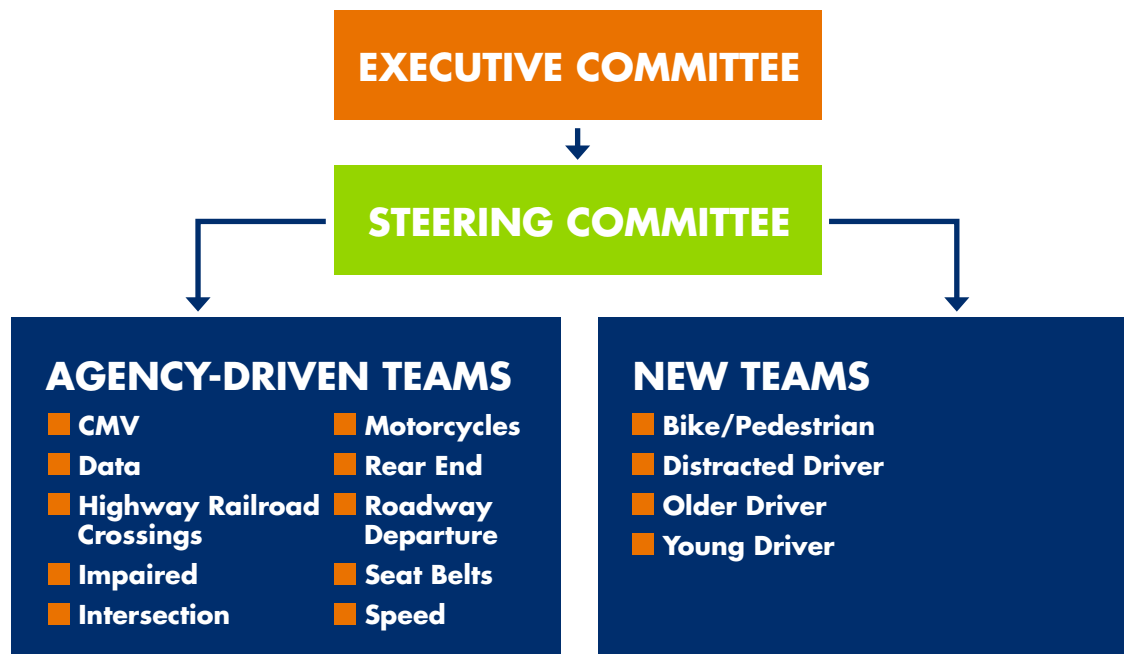 EXECUTIVE COMMITTEE
STEERING COMMITTEE
AGENCY-DRIVEN TEAMS
CMV
Data
Highway Railroad
Crossings
Impaired
Intersection
Motorcycles
Rear End
Roadway
Departure
Seat Belts
Speed
NEW TEAMS
Bike/Pedestrian
Distracted Driver
Older Driver
Young Driver